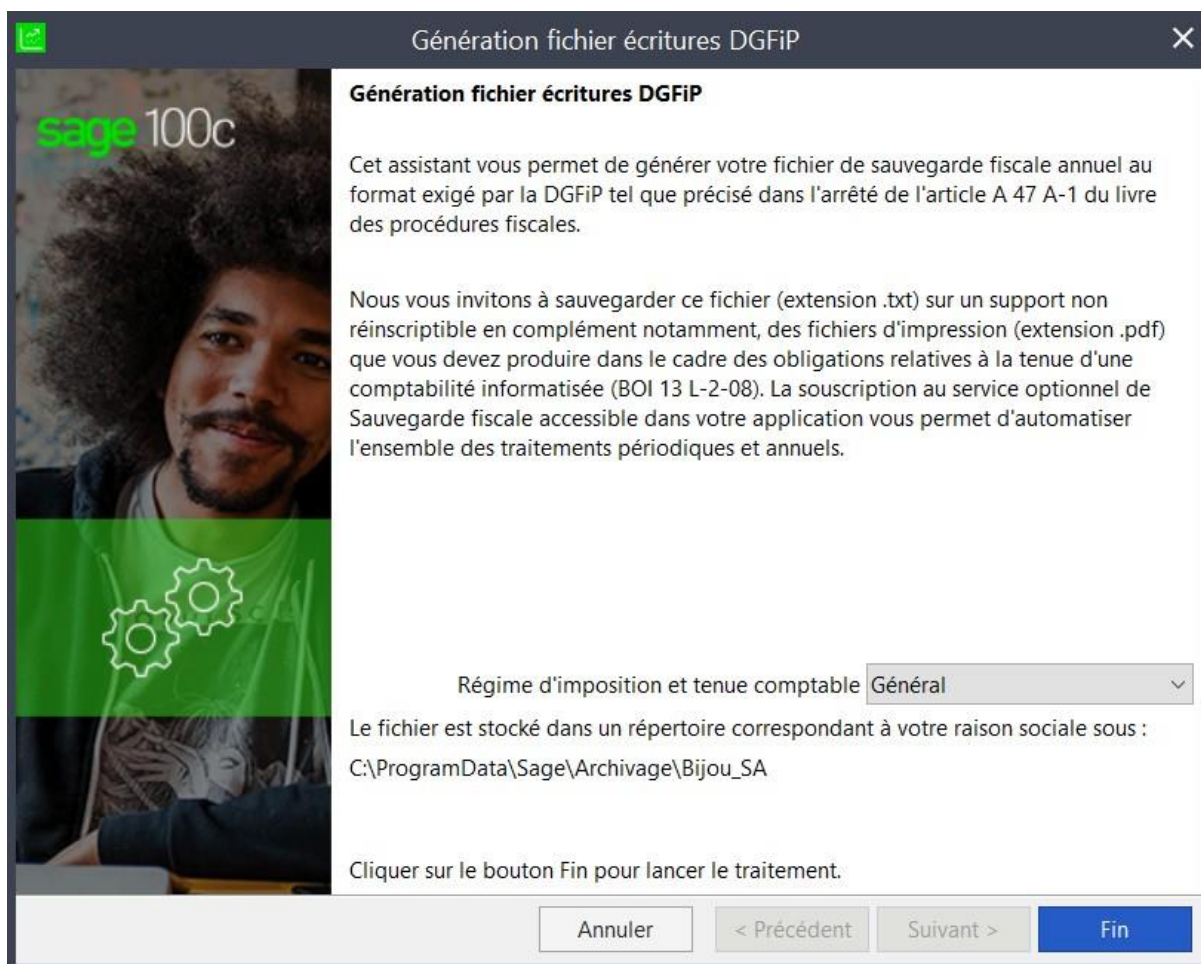 Génération fichier écritures DGFiP
sage 100c
Génération fichier écritures DGFiP
Cet assistant vous permet de générer votre fichier de sauvegarde fiscale annuel au
format exigé par la DGFiP tel que précisé dans l'arrêté de l'article A 47 A-1 du livre
des procédures fiscales.
Nous vous invitons à sauvegarder ce fichier (extension .txt) sur un support non
réinscriptible en complément notamment, des fichiers d'impression (extension .pdf)
que vous devez produire dans le cadre des obligations relatives à la tenue d'une
comptabilité informatisée (BOI 13 L-2-08). La souscription au service optionnel de
Sauvegarde fiscale accessible dans votre application vous permet d'automatiser
l'ensemble des traitements périodiques et annuels.
Régime d'imposition et tenue comptable Général
Le fichier est stocké dans un répertoire correspondant à votre raison sociale sous :
C:\ProgramData\Sage\Archivage\Bijou_SA
Cliquer sur le bouton Fin pour lancer le traitement.
Annuler < Précédent Suivant > Fin